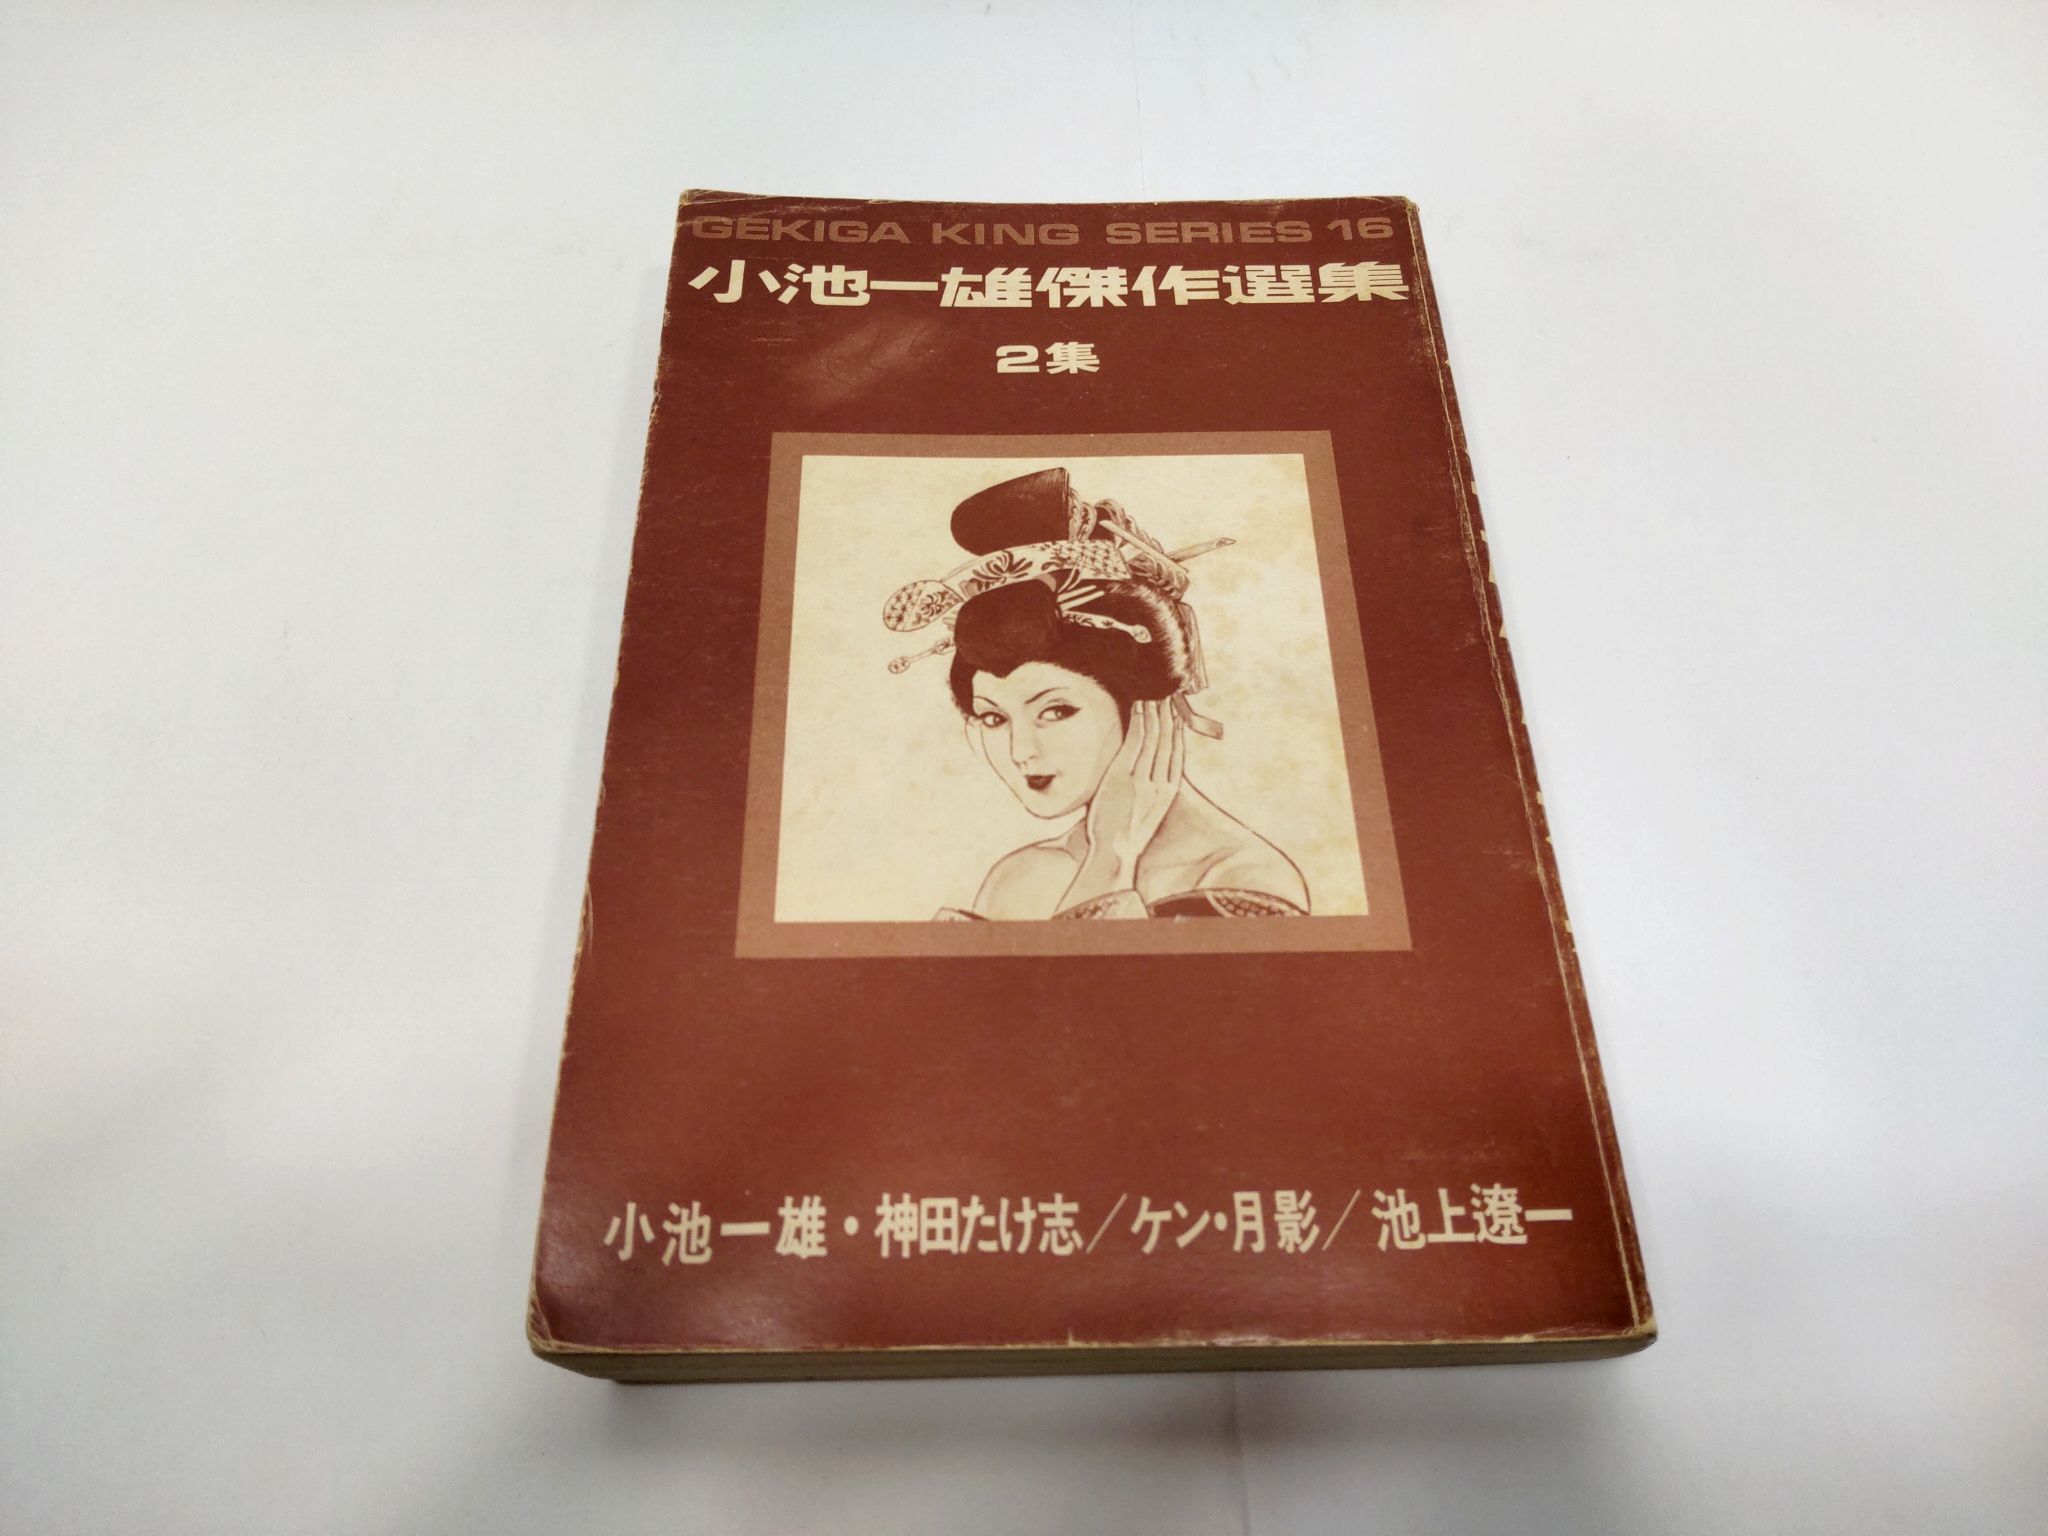 GEKIGA KING SERIES 16
小池一雄傑作選集
2集
小池一雄・神田たけ志／ケン・月影／池上遼一